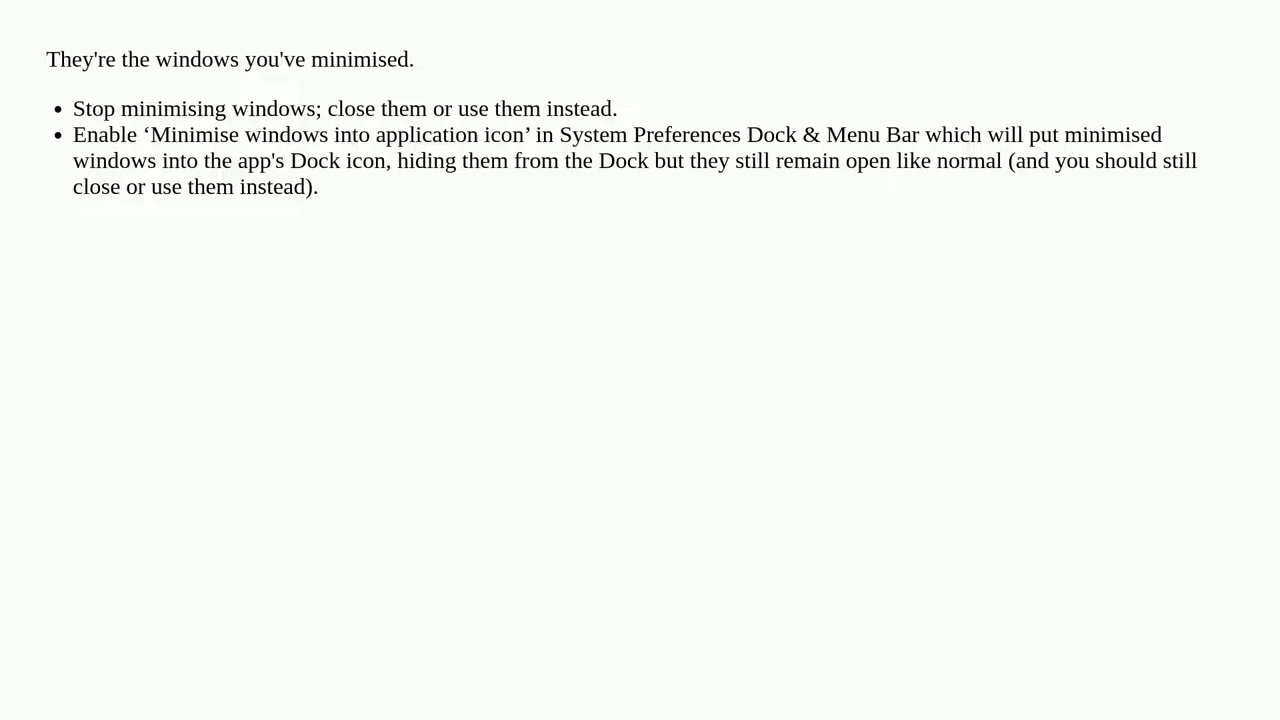 They're the windows you've minimised.
• Stop minimising windows; close them or use them instead.
• Enable ‘Minimise windows into application icon’ in System Preferences Dock & Menu Bar which will put minimised
windows into the app's Dock icon, hiding them from the Dock but they still remain open like normal (and you should still
close or use them instead).